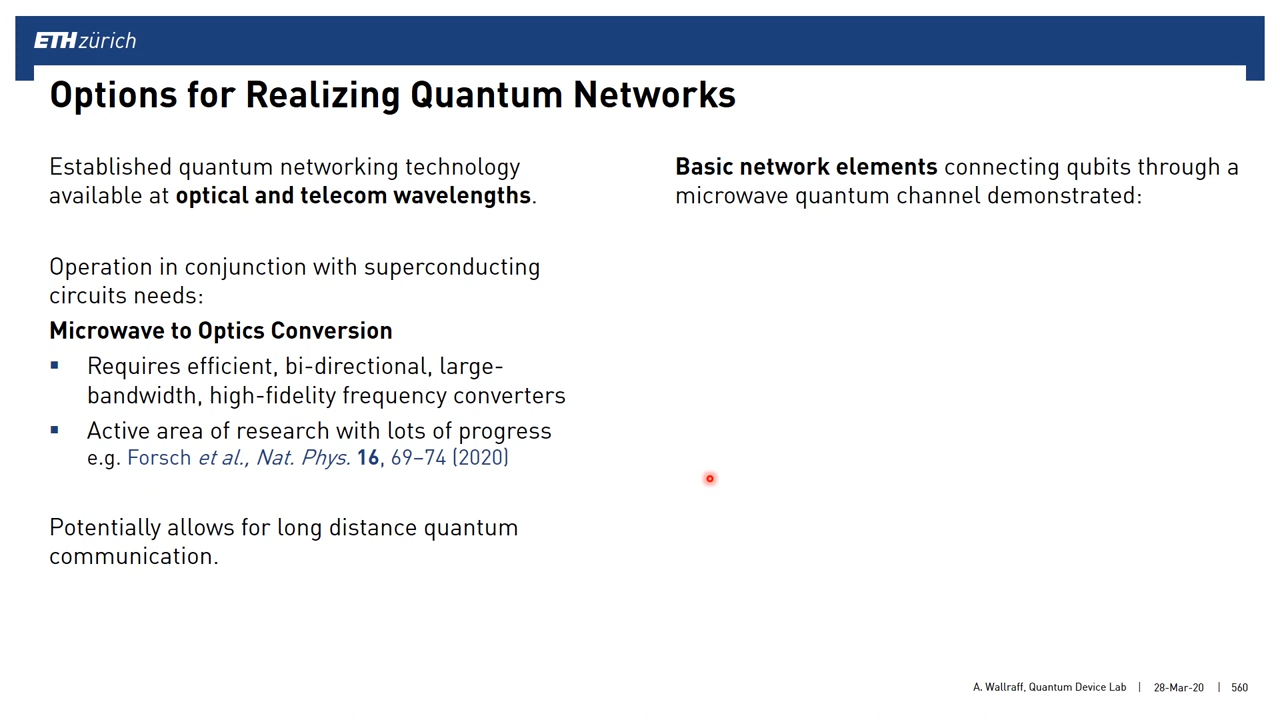 ETH zürich
Options for Realizing Quantum Networks
Established quantum networking technology
available at optical and telecom wavelengths.
Operation in conjunction with superconducting
circuits needs:
Microwave to Optics Conversion
▪ Requires efficient, bi-directional, large-
bandwidth, high-fidelity frequency converters
▪ Active area of research with lots of progress
e.g. Forsch et al., Nat. Phys. 16, 69–74 (2020)
Potentially allows for long distance quantum
communication.
Basic network elements connecting qubits through a
microwave quantum channel demonstrated:
A. Wallraff, Quantum Device Lab | 28-Mar-20 | 560